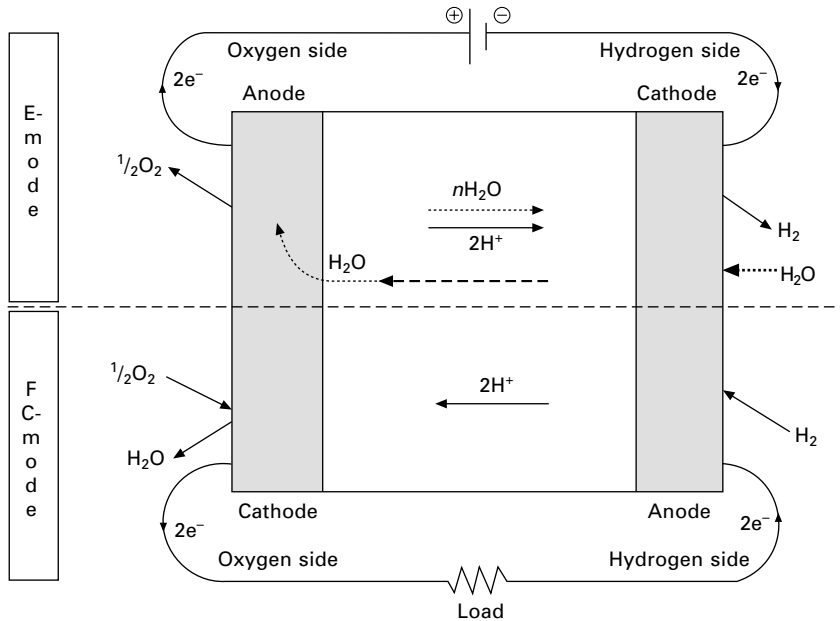 ⊕ ⊖
Oxygen side
Hydrogen side
2e⁻
2e⁻
Anode
Cathode
E-
m
o
d
e
¹/₂O₂
nH₂O
2H⁺
H₂
H₂O
H₂O
F
C-
m
o
d
e
¹/₂O₂
2H⁺
H₂O
H₂
Cathode
Anode
2e⁻
2e⁻
Oxygen side
Hydrogen side
Load